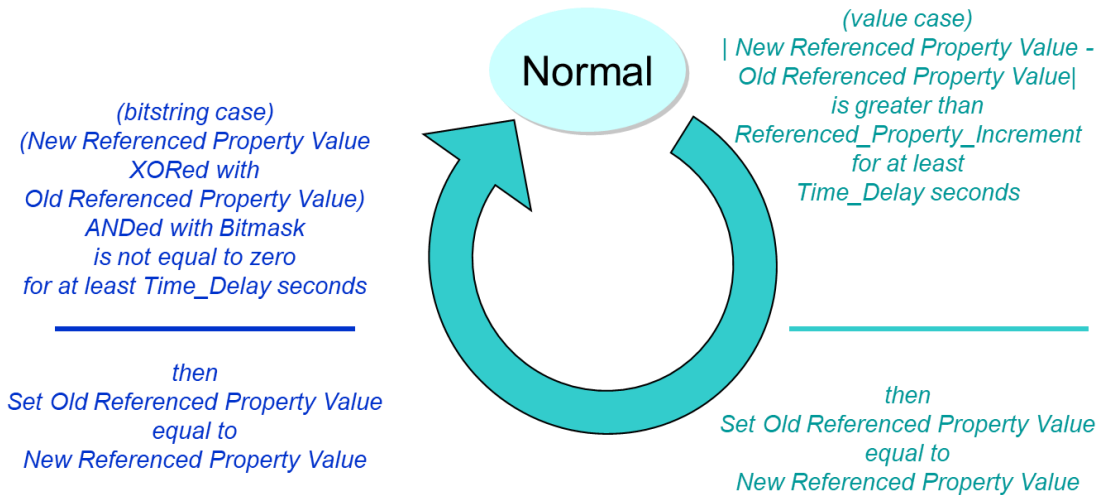 Normal
(bitstring case)
(New Referenced Property Value
XORed with
Old Referenced Property Value)
ANDed with Bitmask
is not equal to zero
for at least Time_Delay seconds
then
Set Old Referenced Property Value
equal to
New Referenced Property Value
(value case)
| New Referenced Property Value -
Old Referenced Property Value|
is greater than
Referenced_Property_Increment
for at least
Time_Delay seconds
then
Set Old Referenced Property Value
equal to
New Referenced Property Value